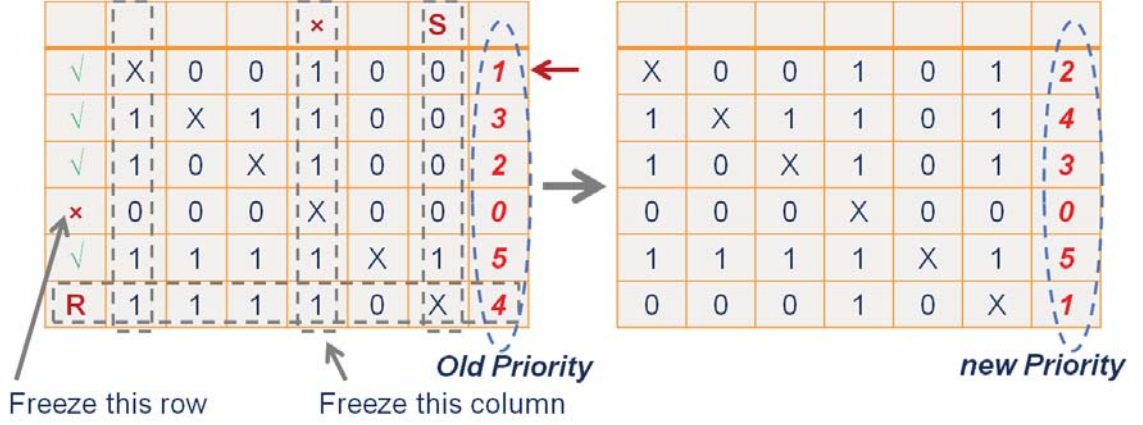 × S
√ X 0 0 1 0 0 1 X 0 0 1 0 1 2
√ 1 X 1 1 0 0 3 1 X 1 1 0 1 4
√ 1 0 X 1 0 0 2 1 0 X 1 0 1 3
× 0 0 0 X 0 0 0 0 0 0 X 0 0 0
√ 1 1 1 1 X 1 5 1 1 1 1 X 1 5
R 1 1 1 1 0 X 4 0 0 0 1 0 X 1
Old Priority new Priority
Freeze this row Freeze this column